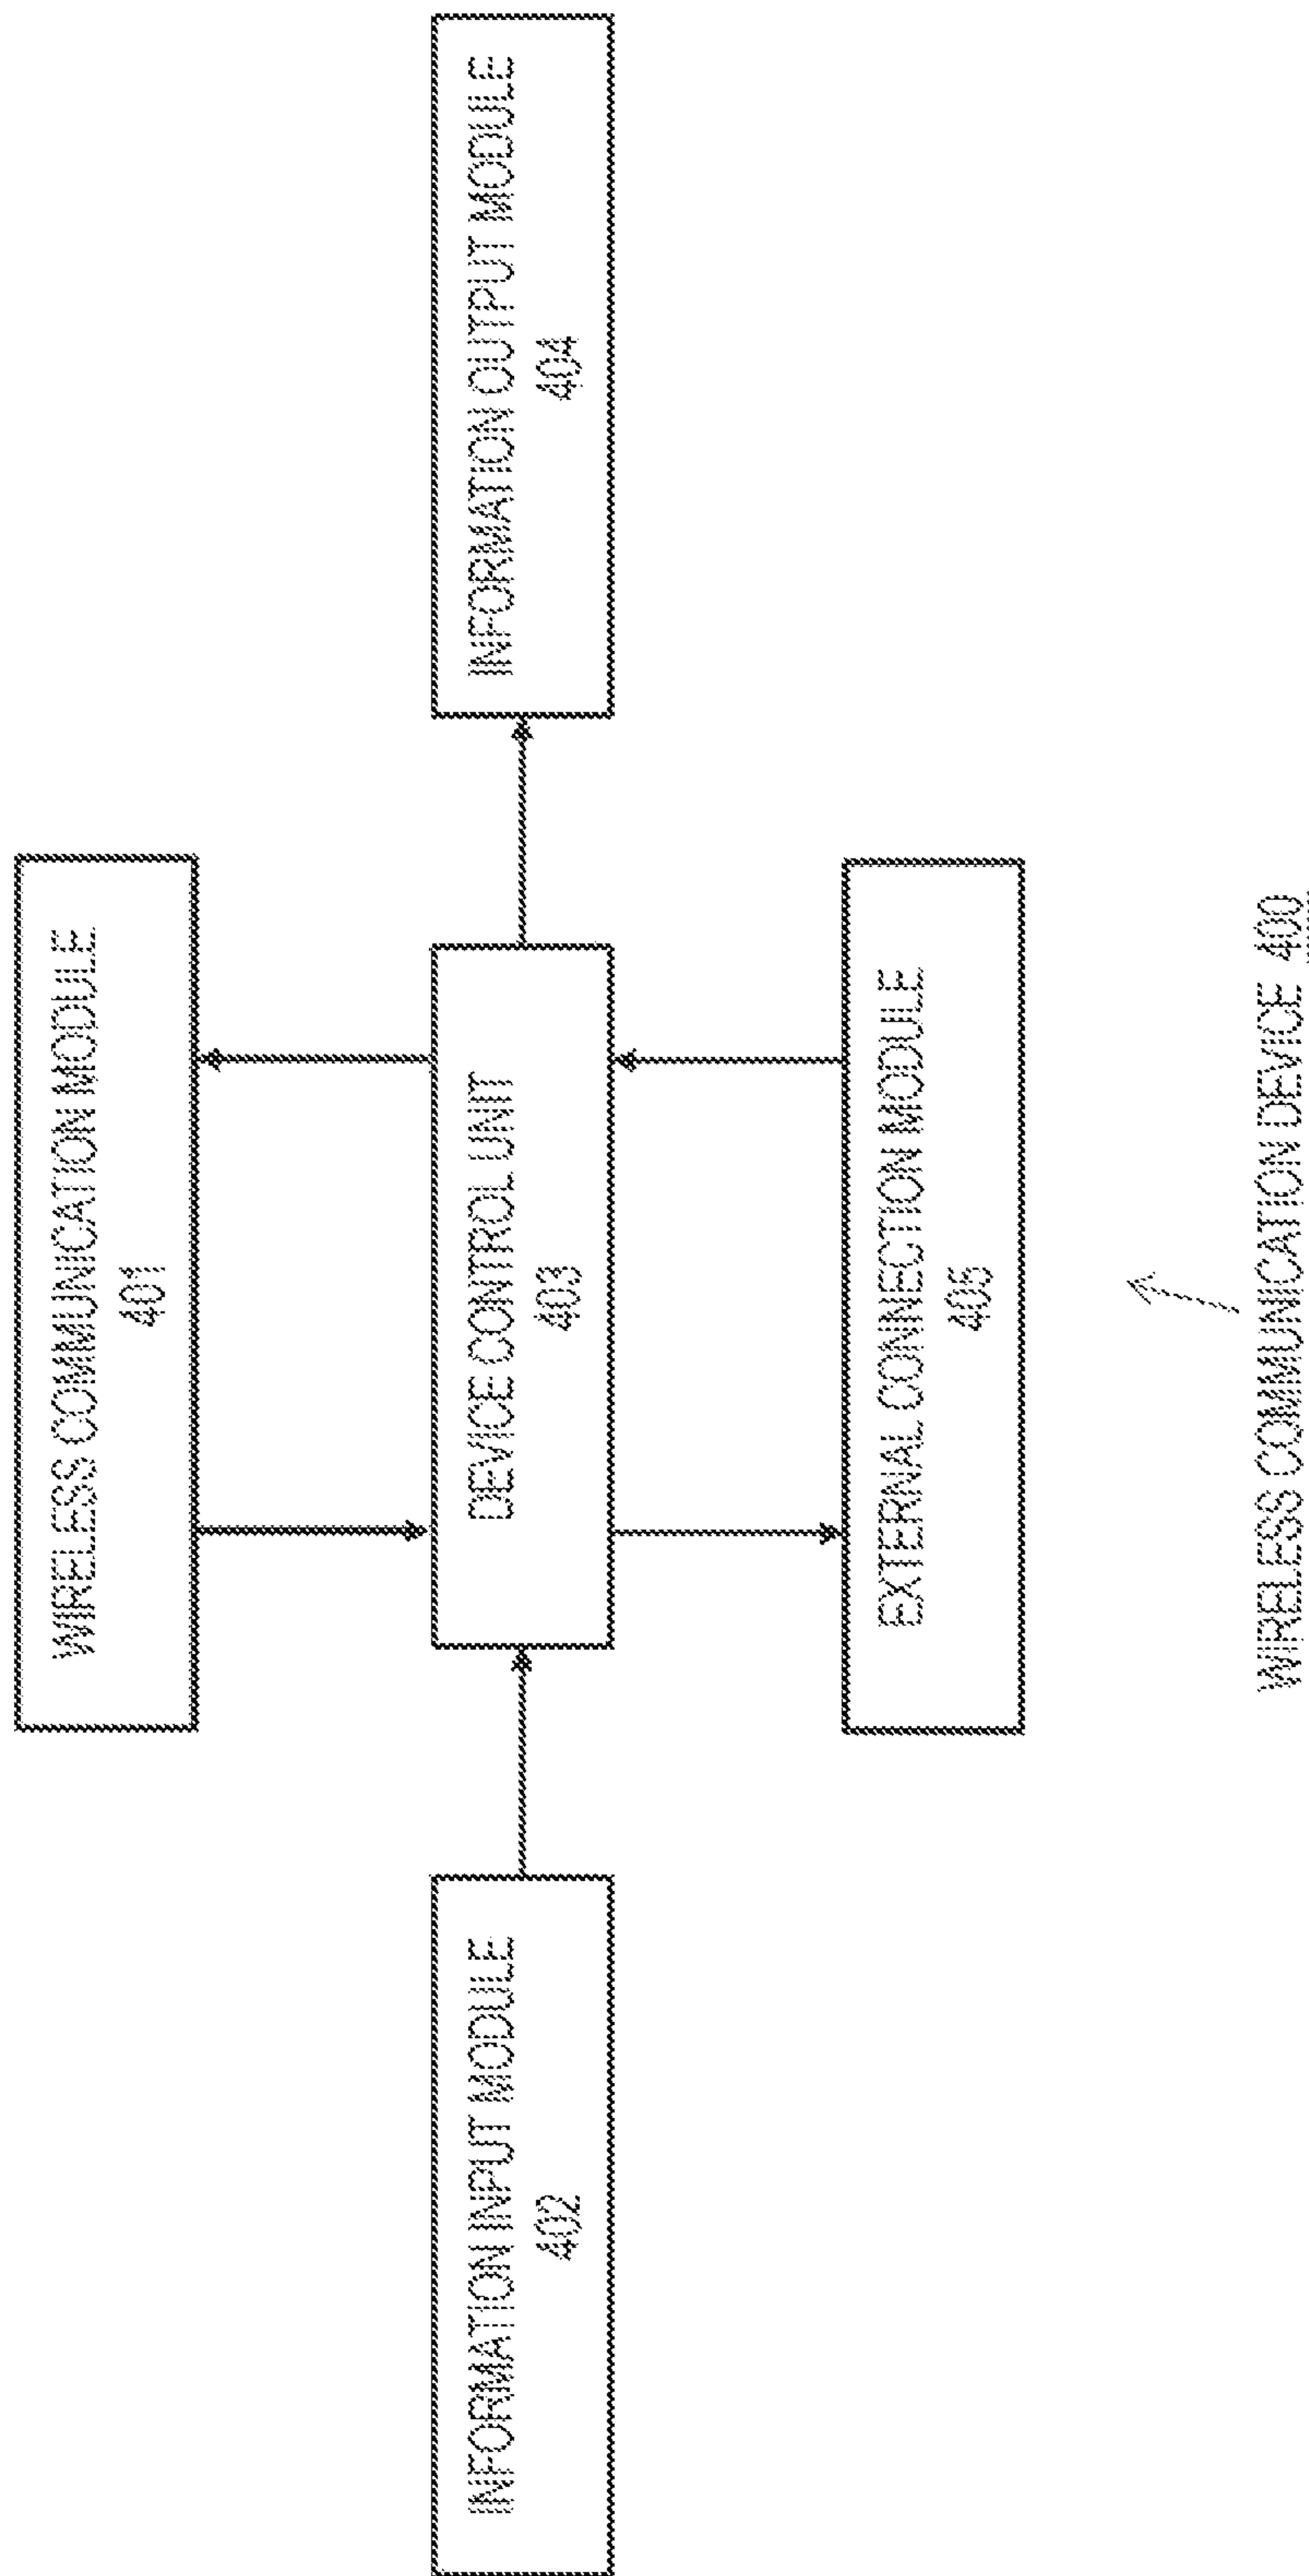 WIRELESS COMMUNICATION MODULE
401
INFORMATION INPUT MODULE
402
DEVICE CONTROL UNIT
403
INFORMATION OUTPUT MODULE
404
EXTERNAL CONNECTION MODULE
405
WIRELESS COMMUNICATION DEVICE 400